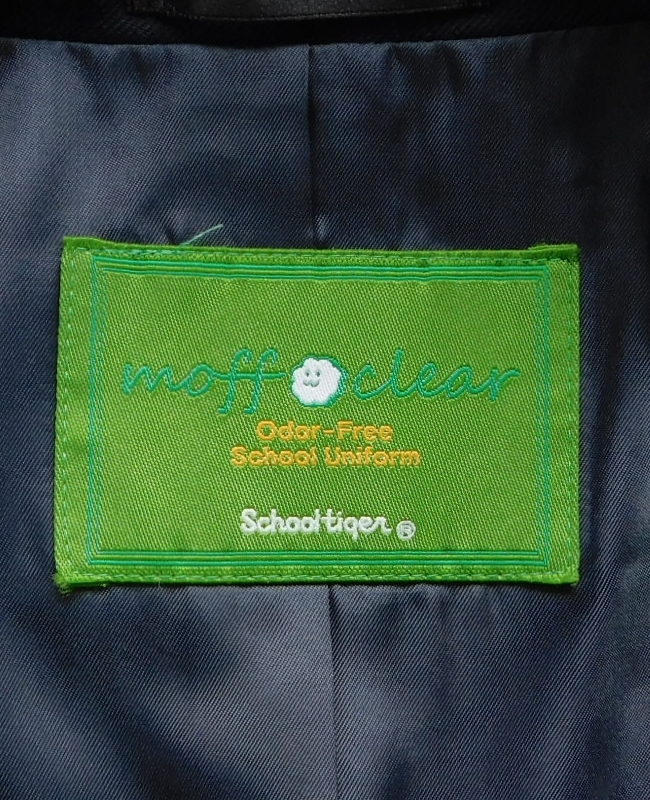 moff clear
Odor-Free
School Uniform
Schooltiger®